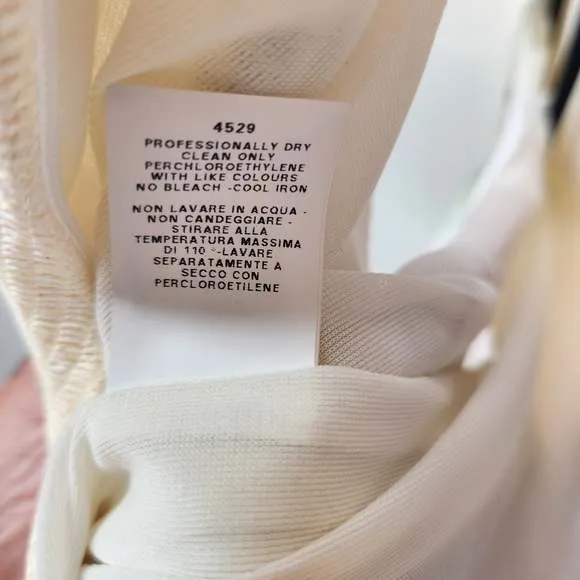 4529
PROFESSIONALLY DRY
CLEAN ONLY
PERCHLOROETHYLENE
WITH LIKE COLOURS
NO BLEACH -COOL IRON
NON LAVARE IN ACQUA -
NON CANDEGGIARE -
STIRARE ALLA
TEMPERATURA MASSIMA
DI 110 °-LAVARE
SEPARATAMENTE A
SECCO CON
PERCLOROETILENE